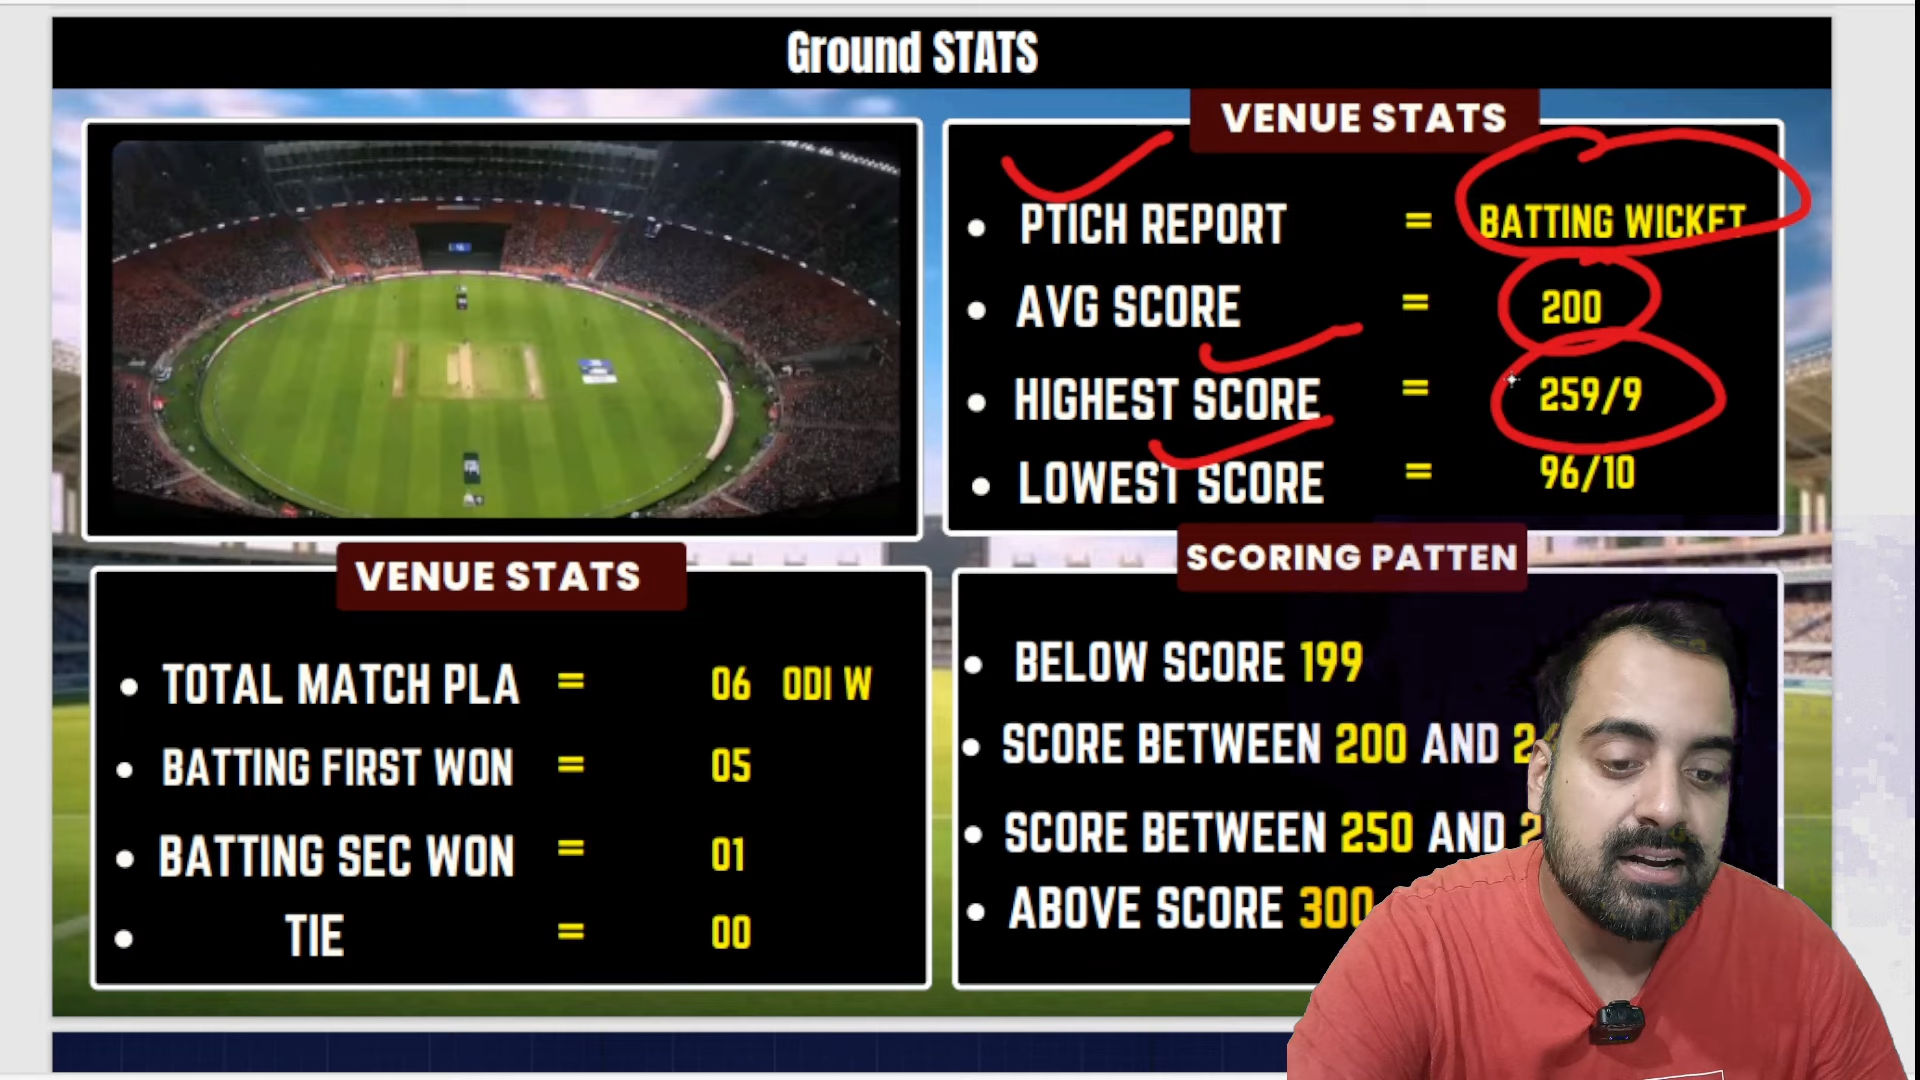 Ground STATS
VENUE STATS
• PTICH REPORT = BATTING WICKET
• AVG SCORE = 200
• HIGHEST SCORE = 259/9
• LOWEST SCORE = 96/10
VENUE STATS
• TOTAL MATCH PLA = 06 ODI W
• BATTING FIRST WON = 05
• BATTING SEC WON = 01
• TIE = 00
SCORING PATTEN
• BELOW SCORE 199
• SCORE BETWEEN 200 AND
• SCORE BETWEEN 250 AND
• ABOVE SCORE 300